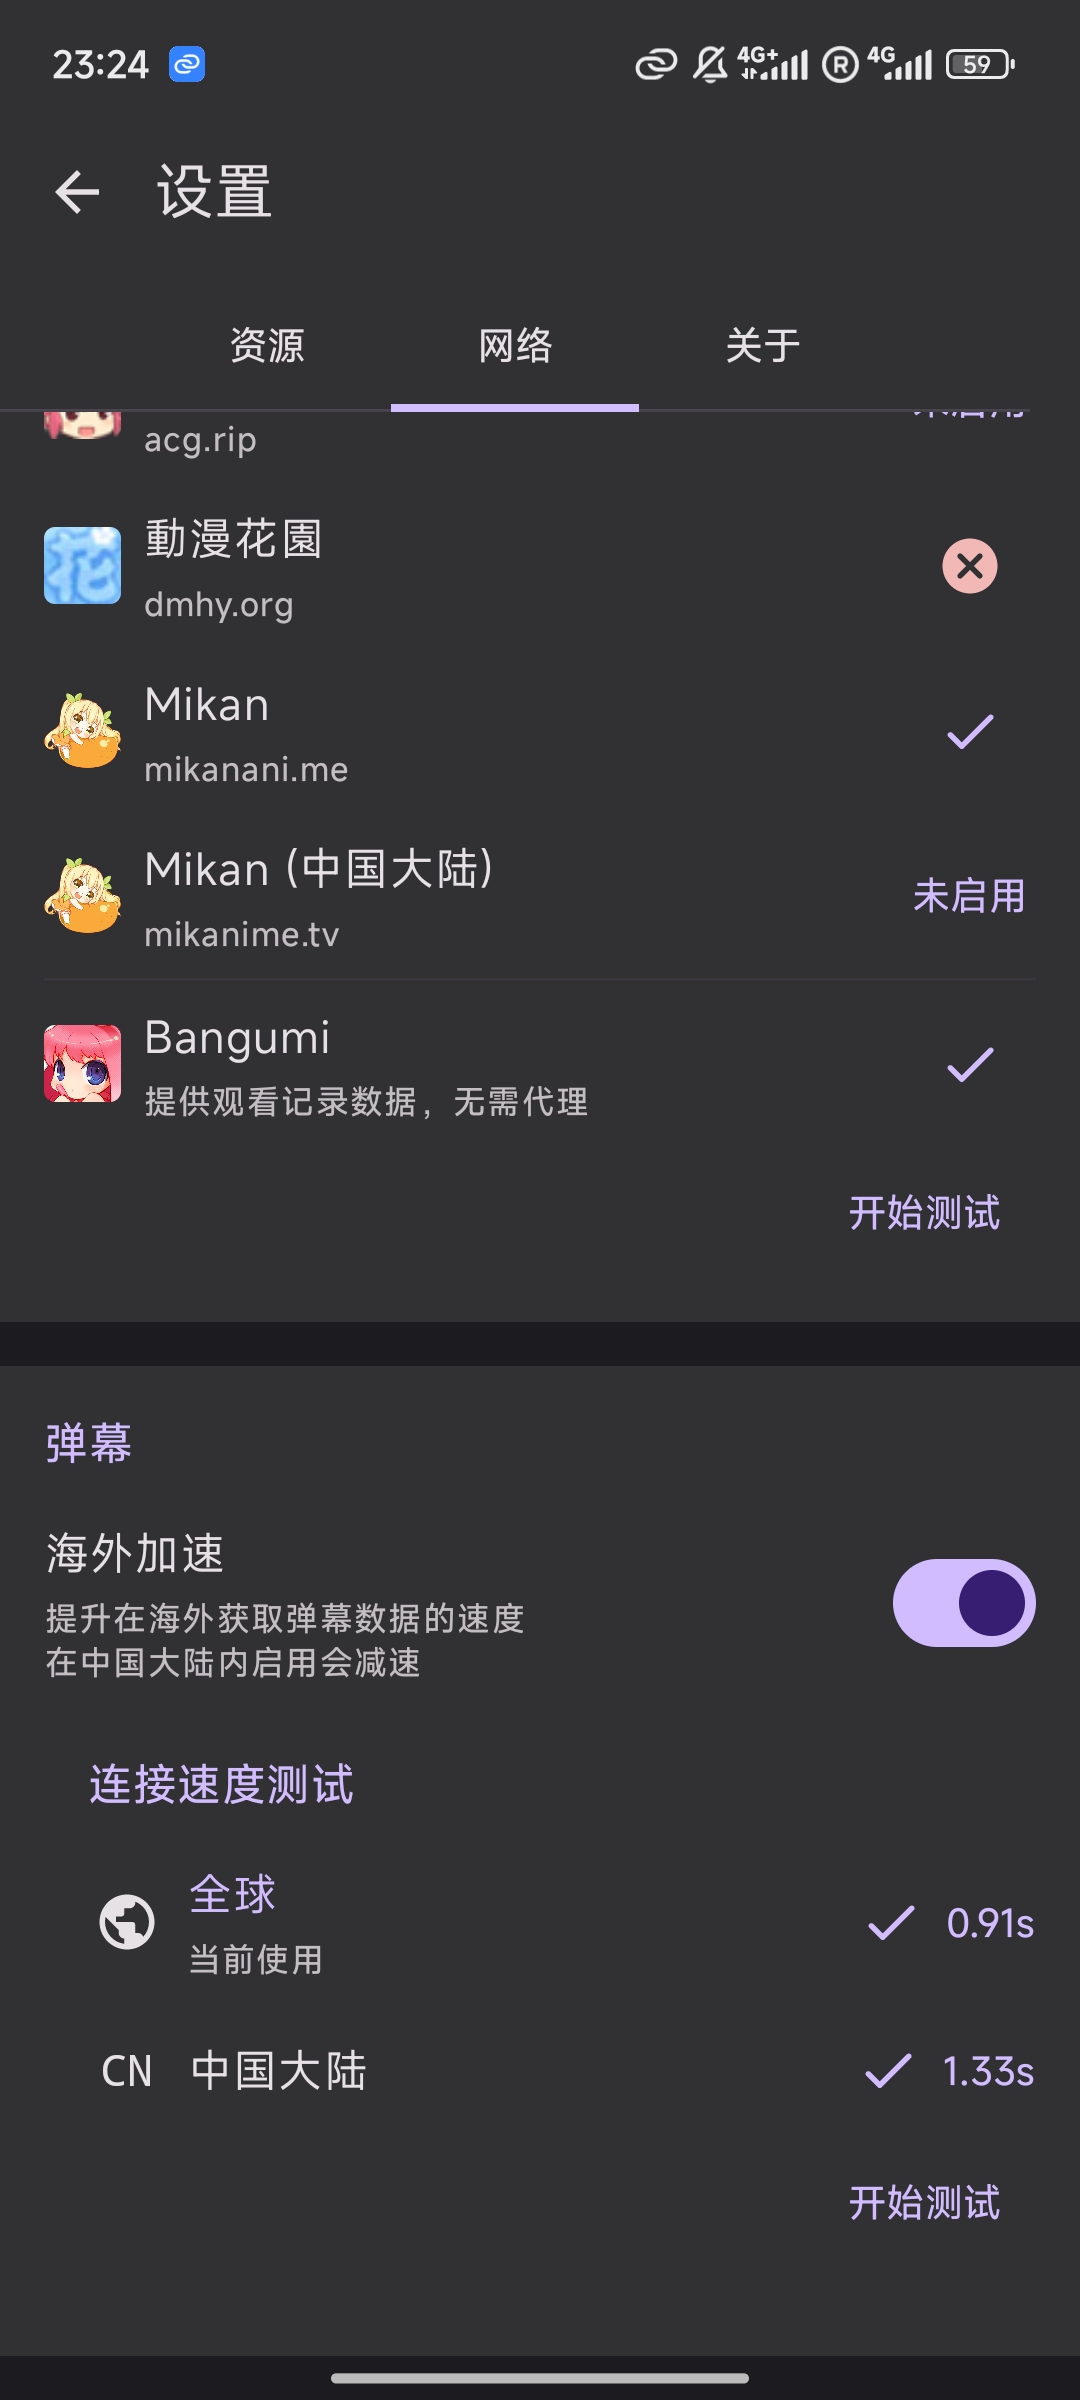 23:24
4G+
R
4G
59
设置
资源
网络
关于
acg.rip
動漫花園
dmhy.org
Mikan
mikanani.me
Mikan (中国大陆)
mikanime.tv
未启用
Bangumi
提供观看记录数据，无需代理
开始测试
弹幕
海外加速
提升在海外获取弹幕数据的速度
在中国大陆内启用会减速
连接速度测试
全球
当前使用
0.91s
CN 中国大陆
1.33s
开始测试